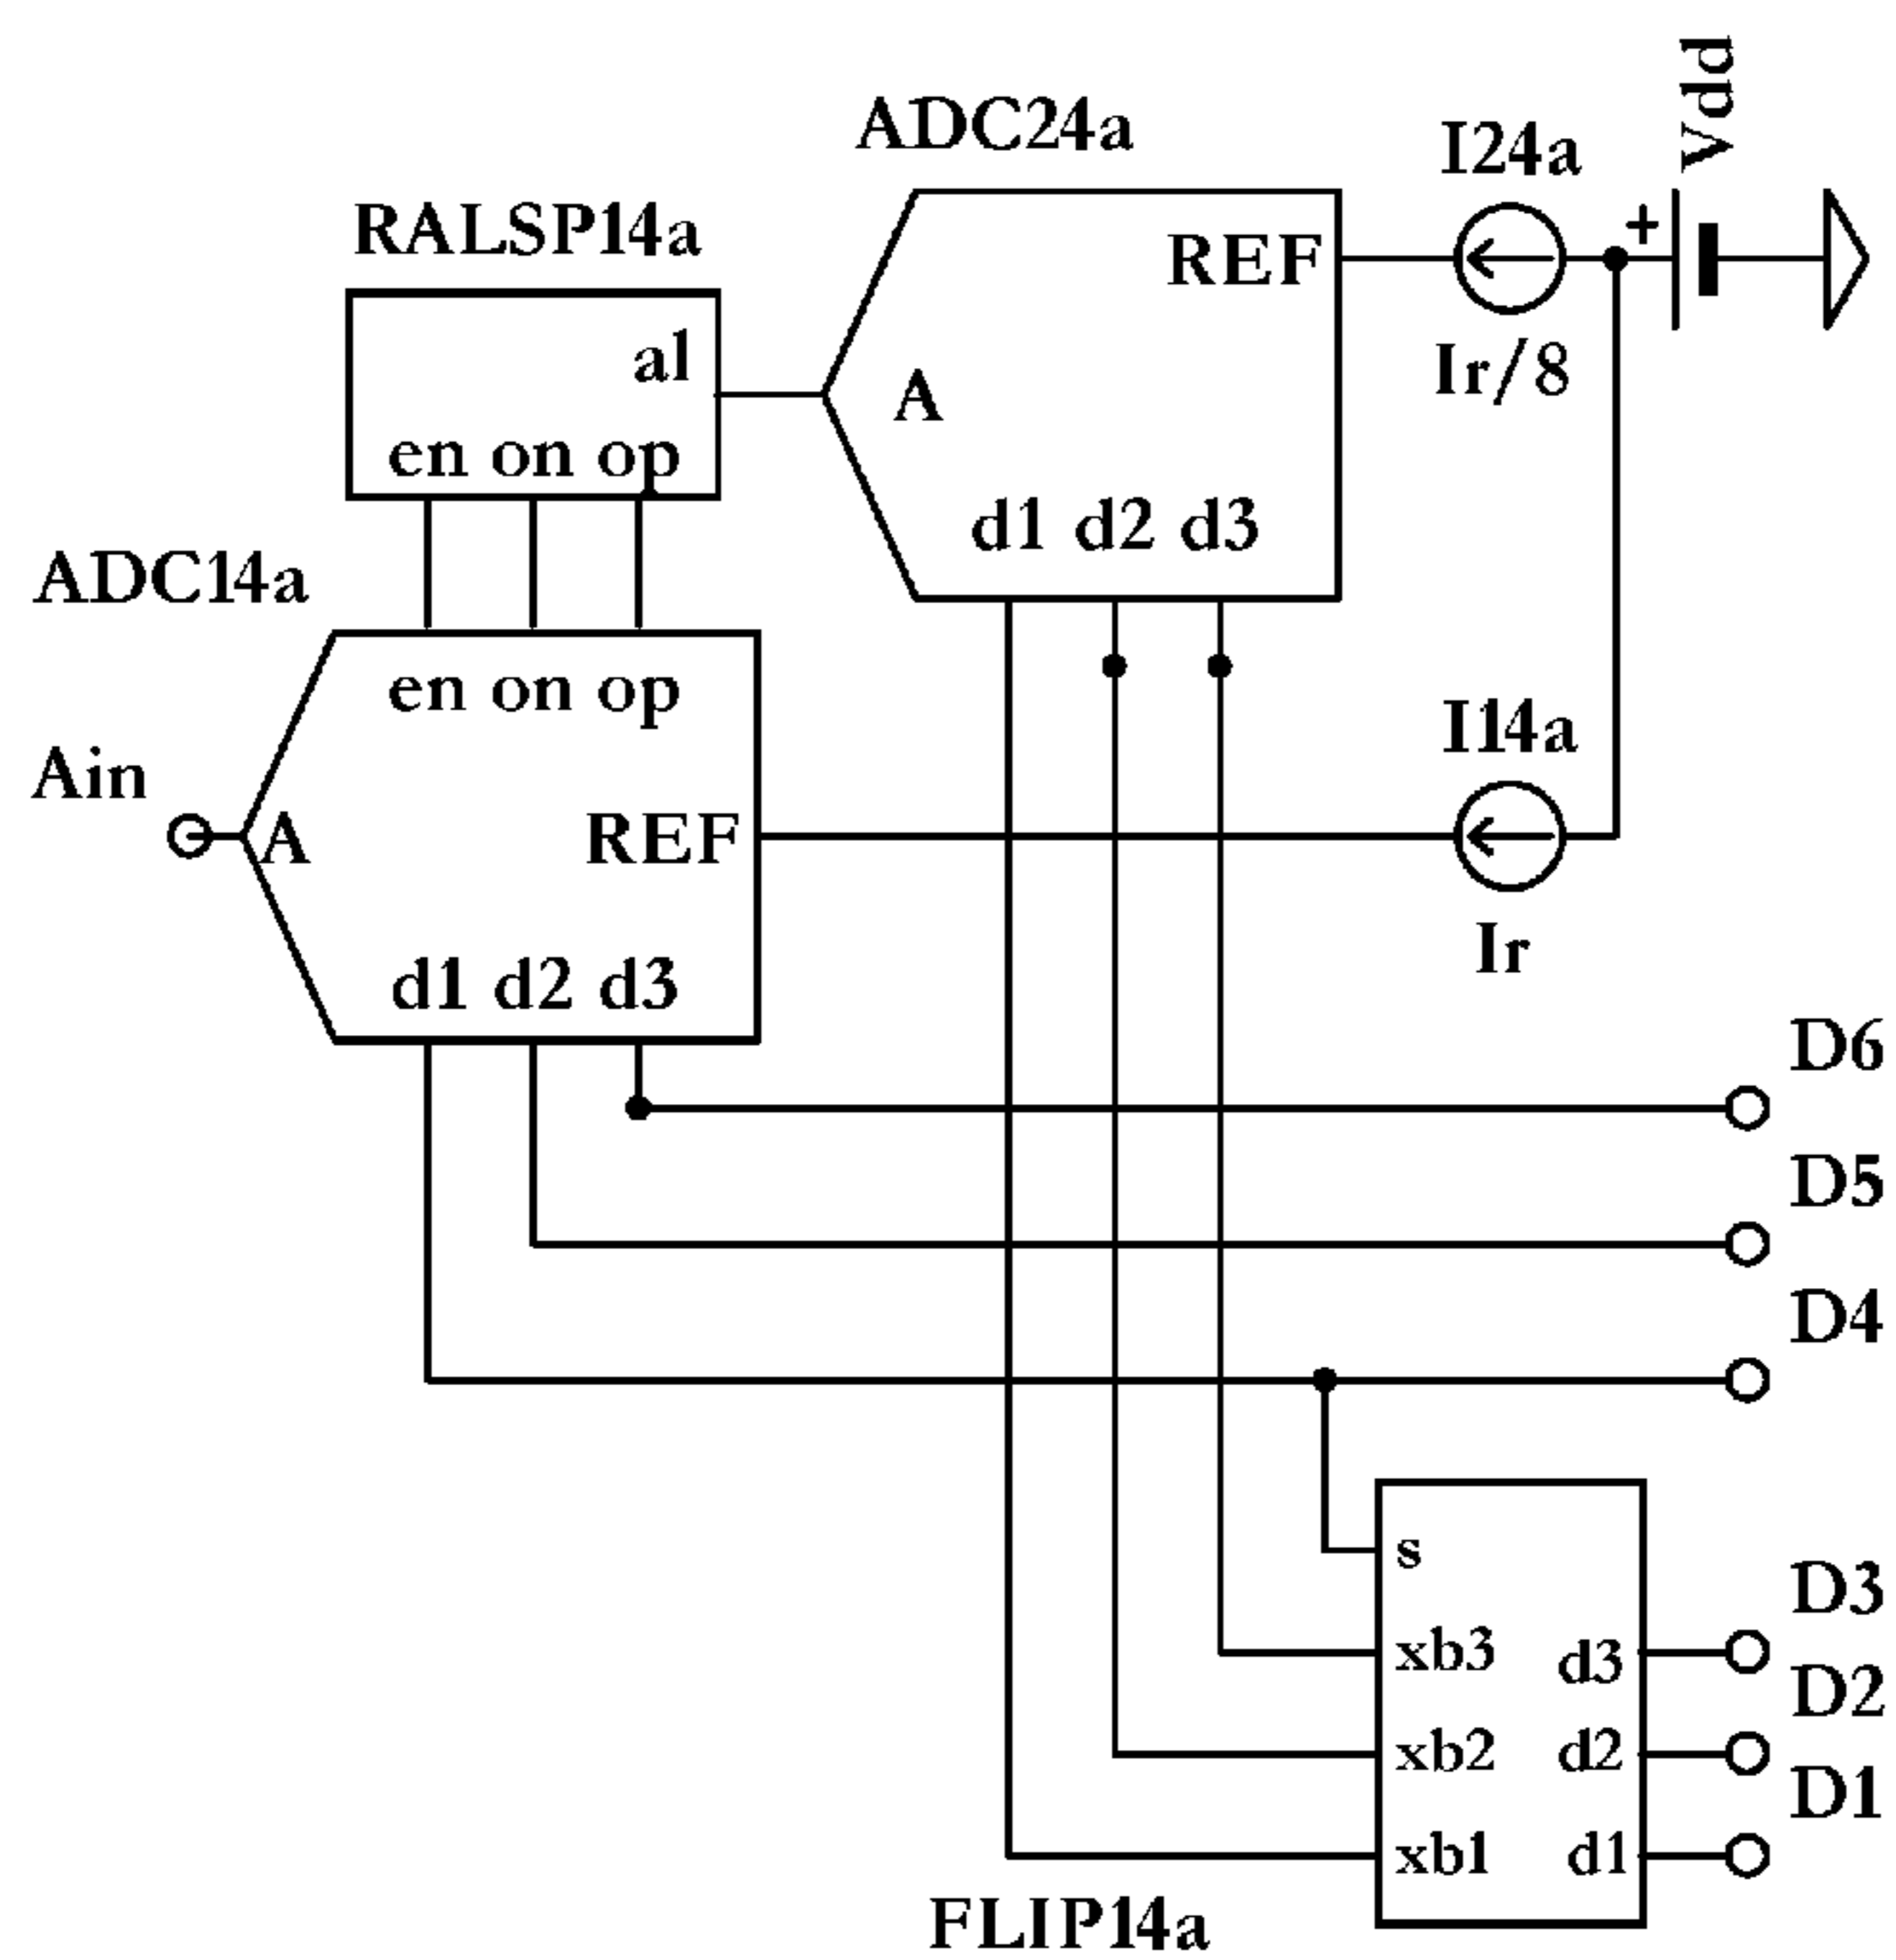 Vdd
ADC24a
I24a
RALSP14a
+
REF
al
Ir/8
A
en on op
d1 d2 d3
ADC14a
en on op
I14a
Ain
A
REF
Ir
d1 d2 d3
D6
D5
D4
s
D3
xb3 d3
D2
xb2 d2
D1
xb1 d1
FLIP14a